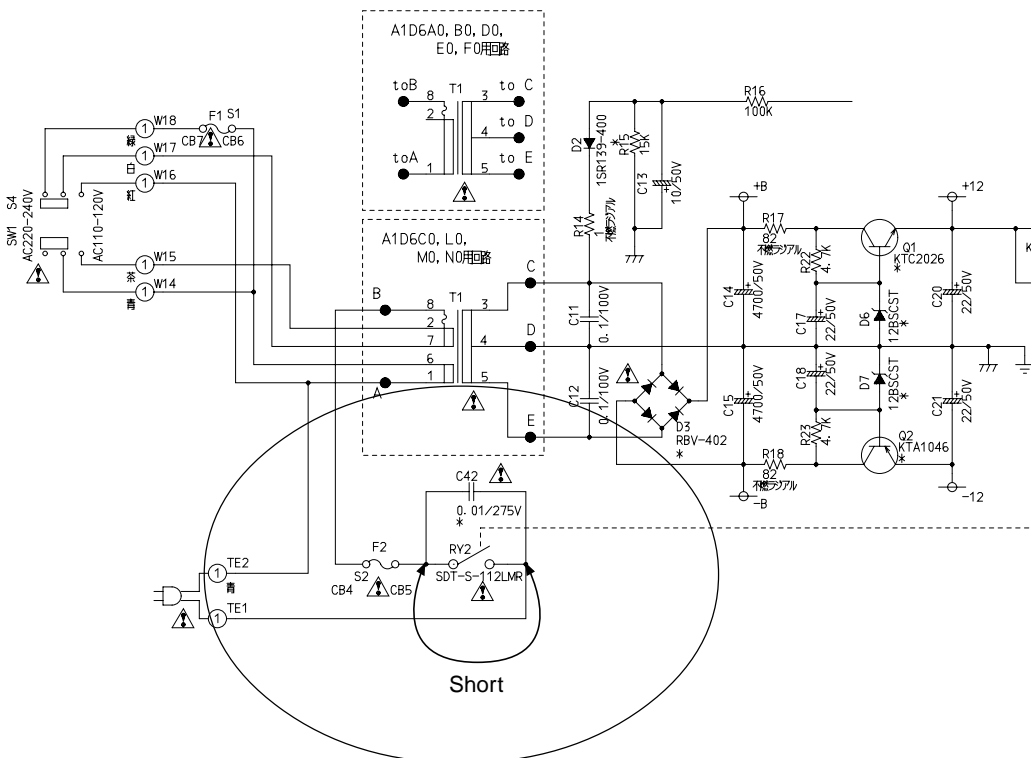 A1D6A0, B0, D0,
E0, F0用回路
toB
8
T1
3
to C
2
4
to D
toA
1
5
to E
W18
1
緑
F1
S1
CB7
CB6
W17
1
白
W16
1
紅
S4
SW1
AC220-240V
AC110-120V
W15
1
茶
W14
1
青
A1D6C0, L0,
M0, N0用回路
B
8
T1
3
C
2
7
4
D
6
1
A
5
E
D2
1SR139-400
R15
*
15K
C13
+
10/50V
R16
100K
R14
1
不燃ラジアル
C11
0.1/100V
C12
0.1/100V
D3
RBV-402
*
+B
C14
+
4700/50V
C15
+
4700/50V
-B
R17
82
不燃ラジアル
R22
4.7K
C17
+
22/50V
C18
+
22/50V
R23
4.7K
R18
82
不燃ラジアル
Q1
KTC2026
*
D6
12BSCST
*
D7
12BSCST
*
Q2
KTA1046
*
+12
C20
+
22/50V
C21
+
22/50V
-12
K
C42
0.01/275V
*
F2
S2
CB4
CB5
RY2
SDT-S-112LMR
TE2
1
青
TE1
1
Short